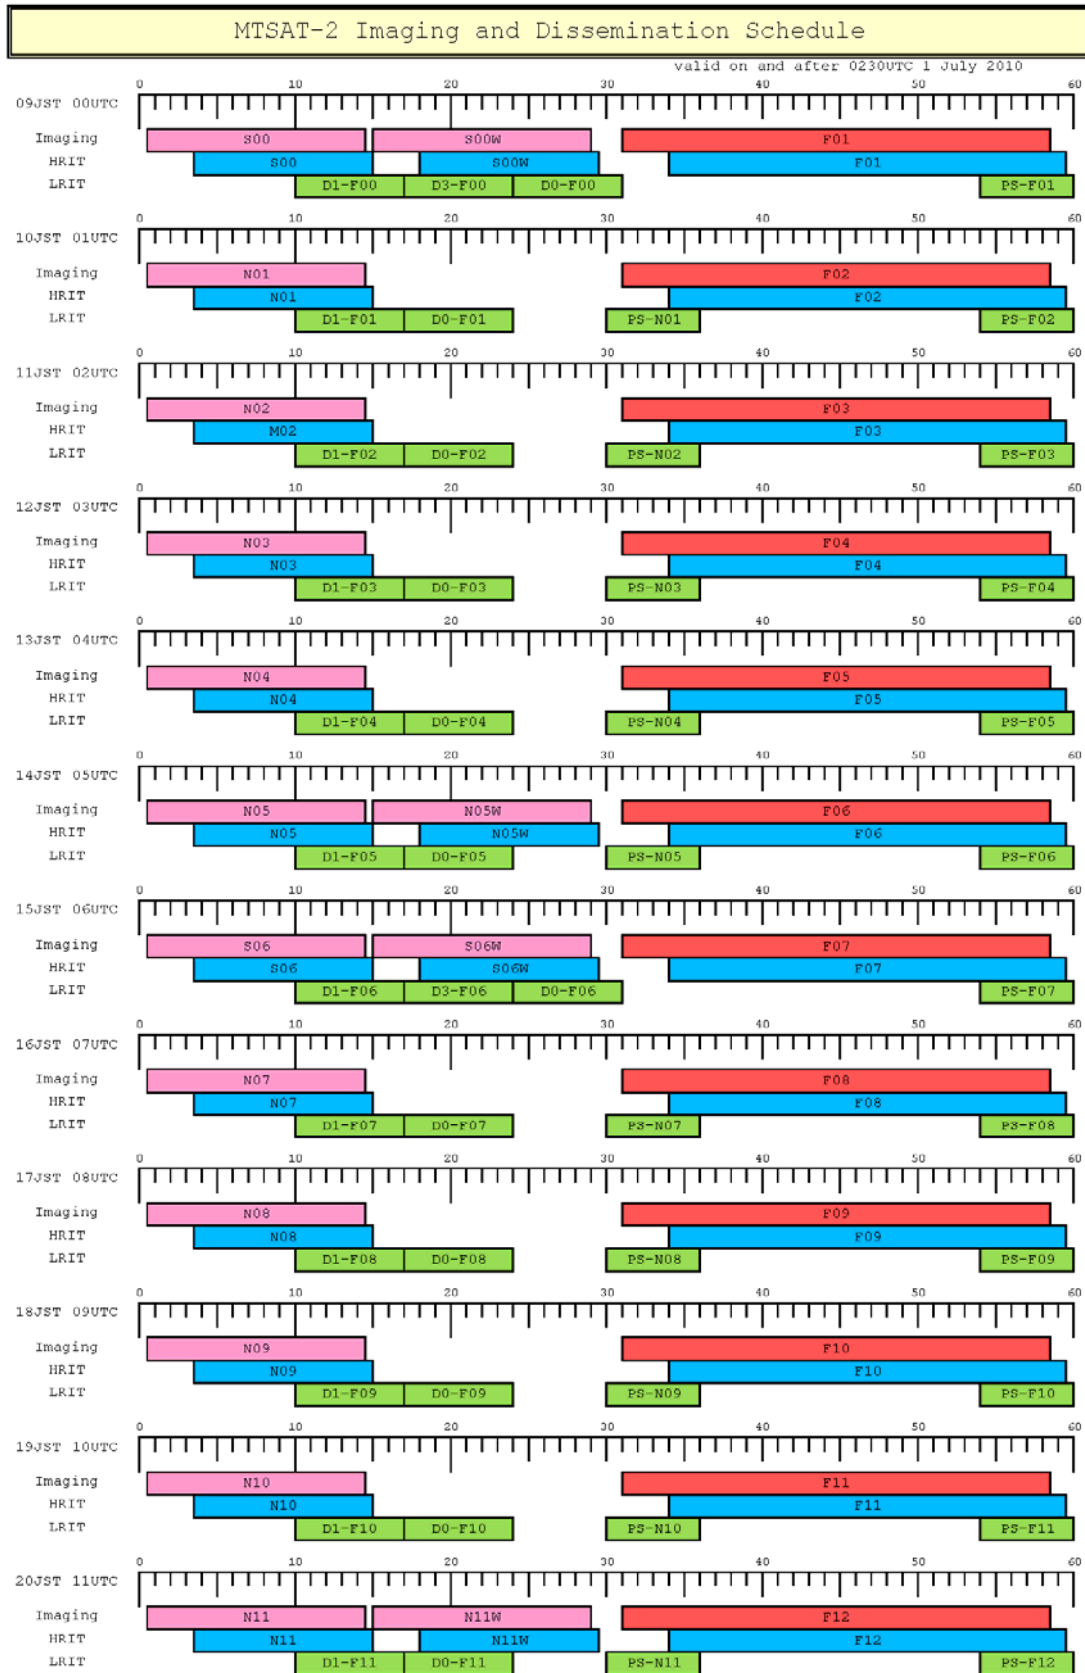 MTSAT-2 Imaging and Dissemination Schedule
valid on and after 0230UTC 1 July 2010
0 10 20 30 40 50 60
09JST 00UTC
Imaging S00 S00W F01
HRIT S00 S00W F01
LRIT D1-F00 D3-F00 D0-F00 PS-F01
0 10 20 30 40 50 60
10JST 01UTC
Imaging N01 F02
HRIT N01 F02
LRIT D1-F01 D0-F01 PS-N01 PS-F02
0 10 20 30 40 50 60
11JST 02UTC
Imaging N02 F03
HRIT M02 F03
LRIT D1-F02 D0-F02 PS-N02 PS-F03
0 10 20 30 40 50 60
12JST 03UTC
Imaging N03 F04
HRIT N03 F04
LRIT D1-F03 D0-F03 PS-N03 PS-F04
0 10 20 30 40 50 60
13JST 04UTC
Imaging N04 F05
HRIT N04 F05
LRIT D1-F04 D0-F04 PS-N04 PS-F05
0 10 20 30 40 50 60
14JST 05UTC
Imaging N05 N05W F06
HRIT N05 N05W F06
LRIT D1-F05 D0-F05 PS-N05 PS-F06
0 10 20 30 40 50 60
15JST 06UTC
Imaging S06 S06W F07
HRIT S06 S06W F07
LRIT D1-F06 D3-F06 D0-F06 PS-F07
0 10 20 30 40 50 60
16JST 07UTC
Imaging N07 F08
HRIT N07 F08
LRIT D1-F07 D0-F07 PS-N07 PS-F08
0 10 20 30 40 50 60
17JST 08UTC
Imaging N08 F09
HRIT N08 F09
LRIT D1-F08 D0-F08 PS-N08 PS-F09
0 10 20 30 40 50 60
18JST 09UTC
Imaging N09 F10
HRIT N09 F10
LRIT D1-F09 D0-F09 PS-N09 PS-F10
0 10 20 30 40 50 60
19JST 10UTC
Imaging N10 F11
HRIT N10 F11
LRIT D1-F10 D0-F10 PS-N10 PS-F11
0 10 20 30 40 50 60
20JST 11UTC
Imaging N11 N11W F12
HRIT N11 N11W F12
LRIT D1-F11 D0-F11 PS-N11 PS-F12